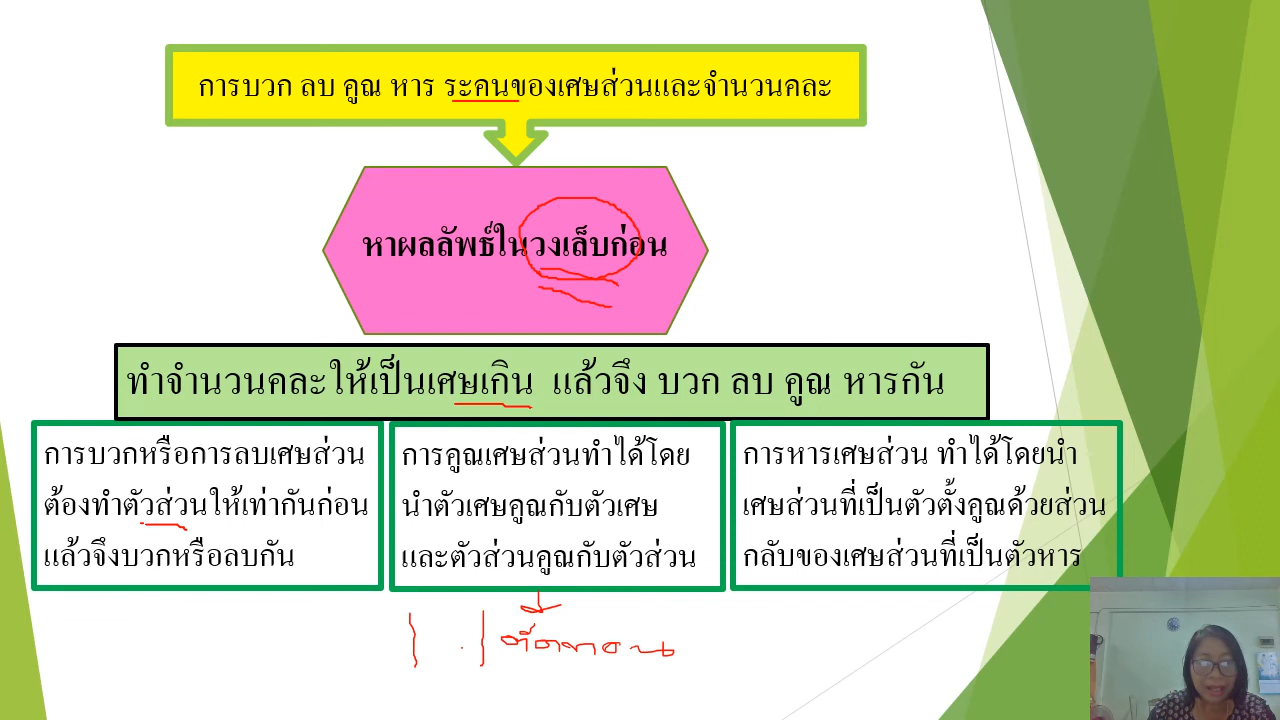 การบวก ลบ คูณ หาร ระคนของเศษส่วนและจำนวนคละ
หาผลลัพธ์ในวงเล็บก่อน
ทำจำนวนคละให้เป็นเศษเกิน แล้วจึง บวก ลบ คูณ หารกัน
การบวกหรือการลบเศษส่วน
ต้องทำตัวส่วนให้เท่ากันก่อน
แล้วจึงบวกหรือลบกัน
การคูณเศษส่วนทำได้โดย
นำตัวเศษคูณกับตัวเศษ
และตัวส่วนคูณกับตัวส่วน
การหารเศษส่วน ทำได้โดยนำ
เศษส่วนที่เป็นตัวตั้งคูณด้วยส่วน
กลับของเศษส่วนที่เป็นตัวหาร
ตัดทอน